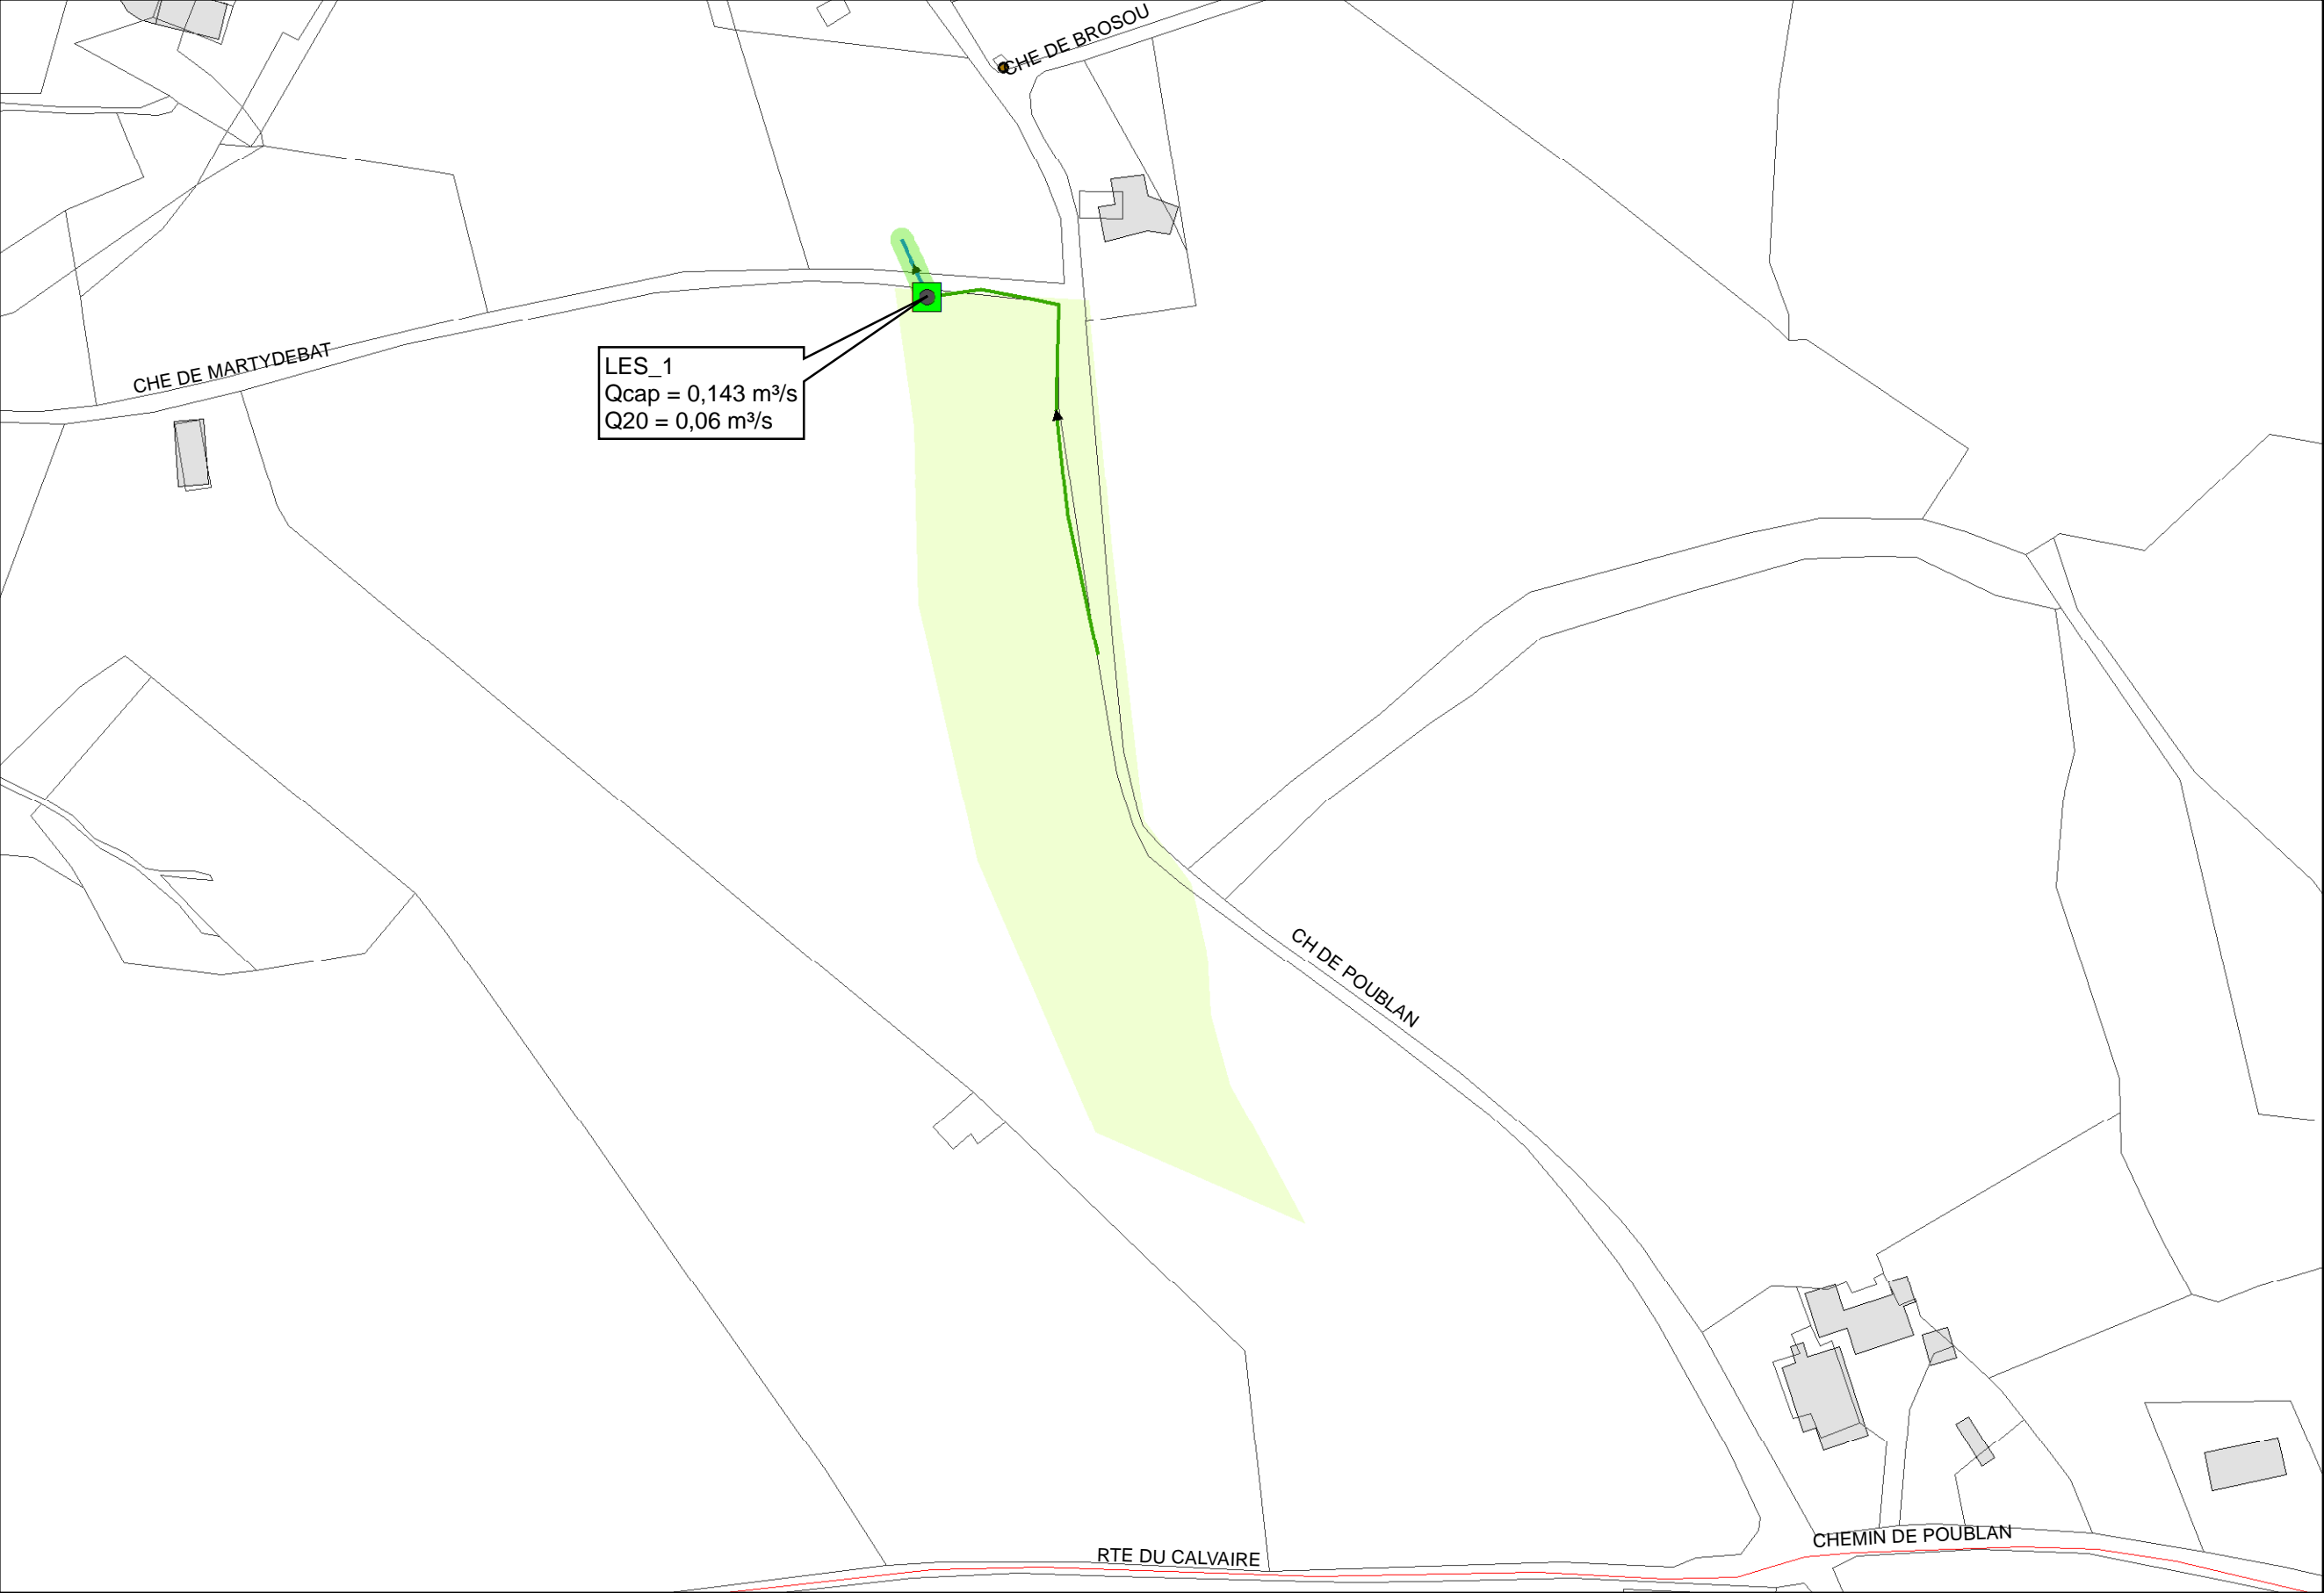 CHE DE BROSOU
CHE DE MARTYDEBAT
LES_1
Qcap = 0,143 m³/s
Q20 = 0,06 m³/s
CH DE POUBLAN
CHEMIN DE POUBLAN
RTE DU CALVAIRE